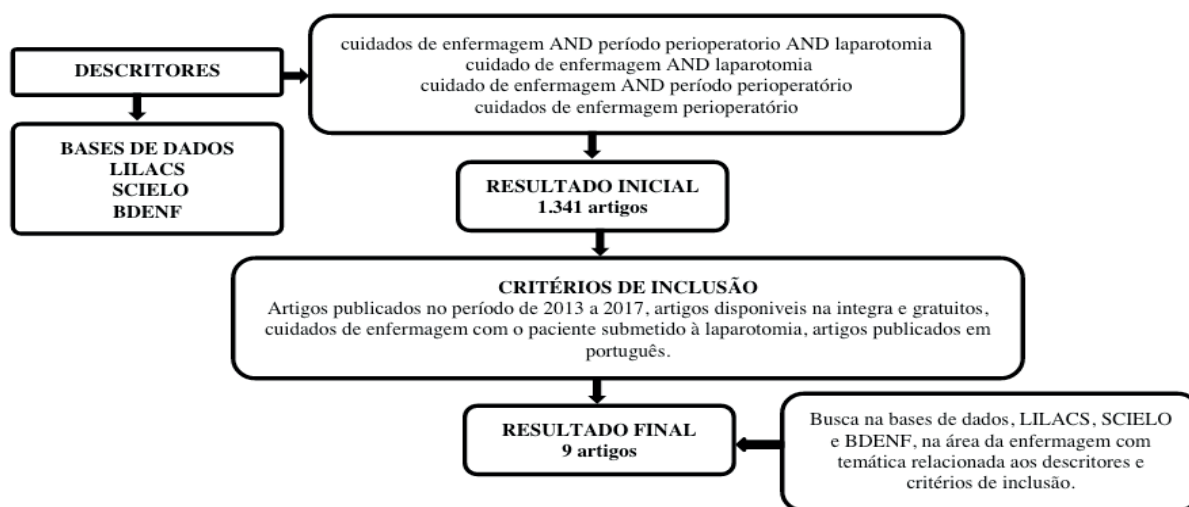 DESCRITORES
cuidados de enfermagem AND período perioperatorio AND laparotomia
cuidado de enfermagem AND laparotomia
cuidado de enfermagem AND período perioperatório
cuidados de enfermagem perioperatório
BASES DE DADOS
LILACS
SCIELO
BDENF
RESULTADO INICIAL
1.341 artigos
CRITÉRIOS DE INCLUSÃO
Artigos publicados no período de 2013 a 2017, artigos disponiveis na integra e gratuitos,
cuidados de enfermagem com o paciente submetido à laparotomia, artigos publicados em
português.
RESULTADO FINAL
9 artigos
Busca na bases de dados, LILACS, SCIELO
e BDENF, na área da enfermagem com
temática relacionada aos descritores e
critérios de inclusão.